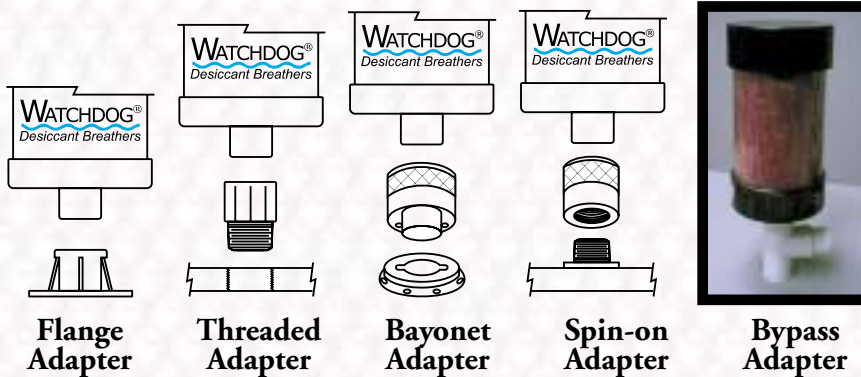 WATCHDOG®
Desiccant Breathers
WATCHDOG®
Desiccant Breathers
WATCHDOG®
Desiccant Breathers
WATCHDOG®
Desiccant Breathers
Flange
Adapter
Threaded
Adapter
Bayonet
Adapter
Spin-on
Adapter
Bypass
Adapter